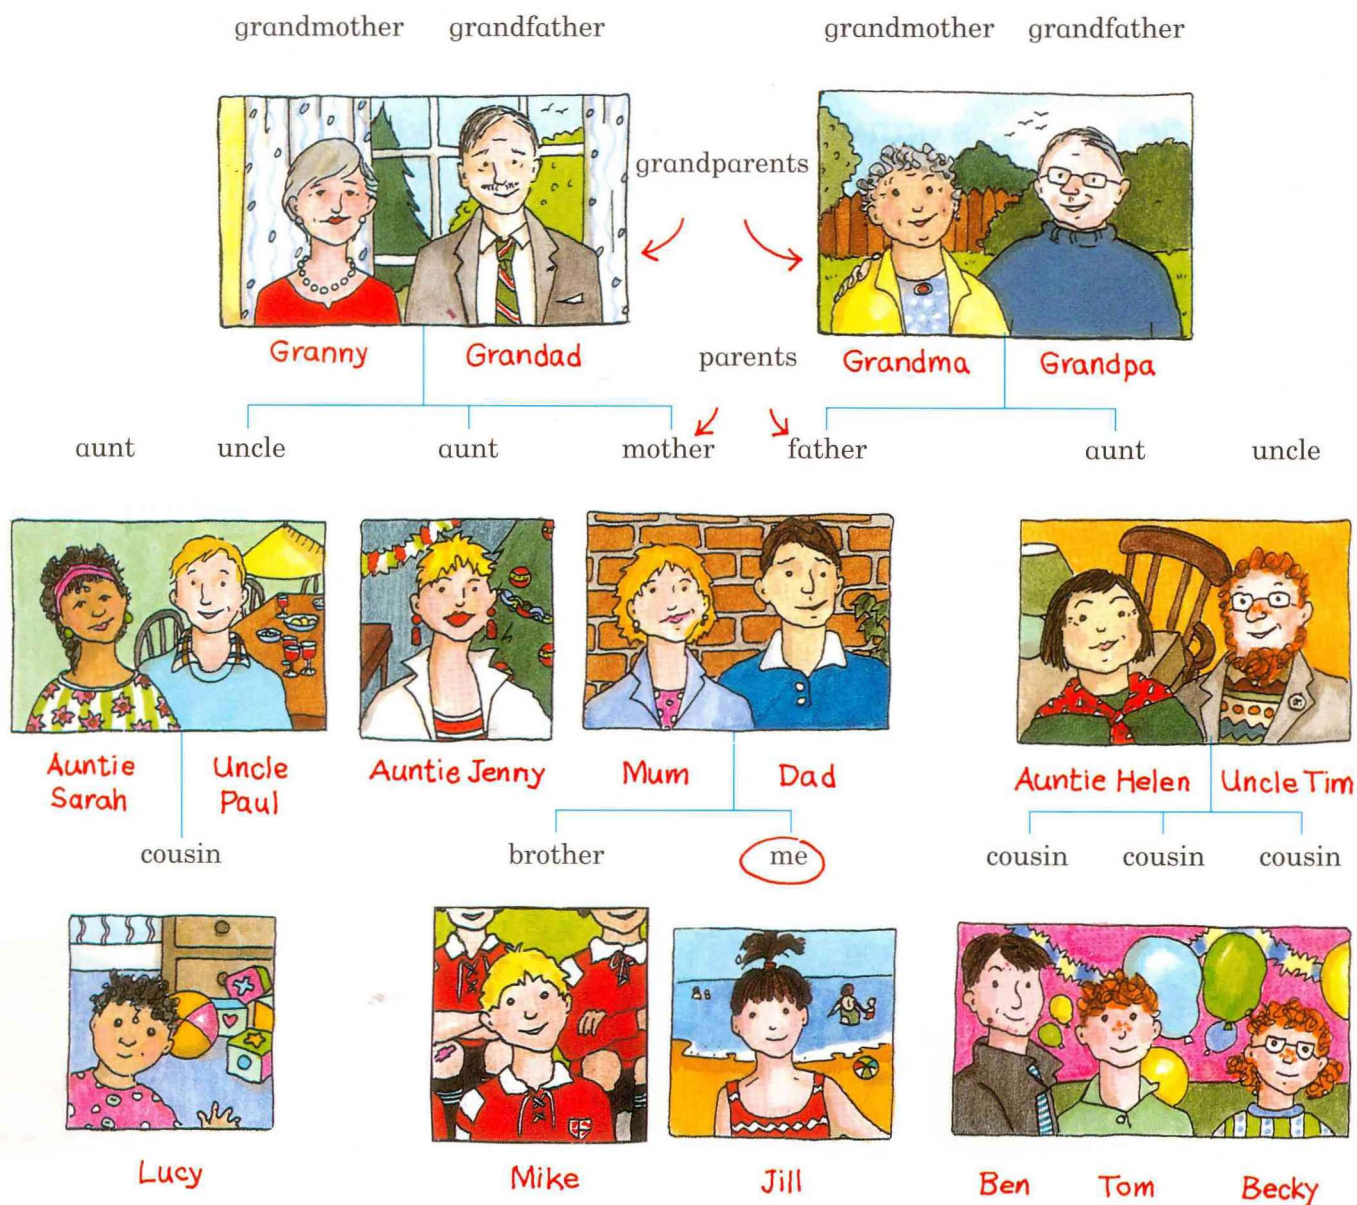 grandmother grandfather grandmother grandfather
grandparents
Granny Grandad parents Grandma Grandpa
aunt uncle aunt mother father aunt uncle
Auntie Sarah Uncle Paul Auntie Jenny Mum Dad Auntie Helen Uncle Tim
cousin brother me cousin cousin cousin
Lucy Mike Jill Ben Tom Becky